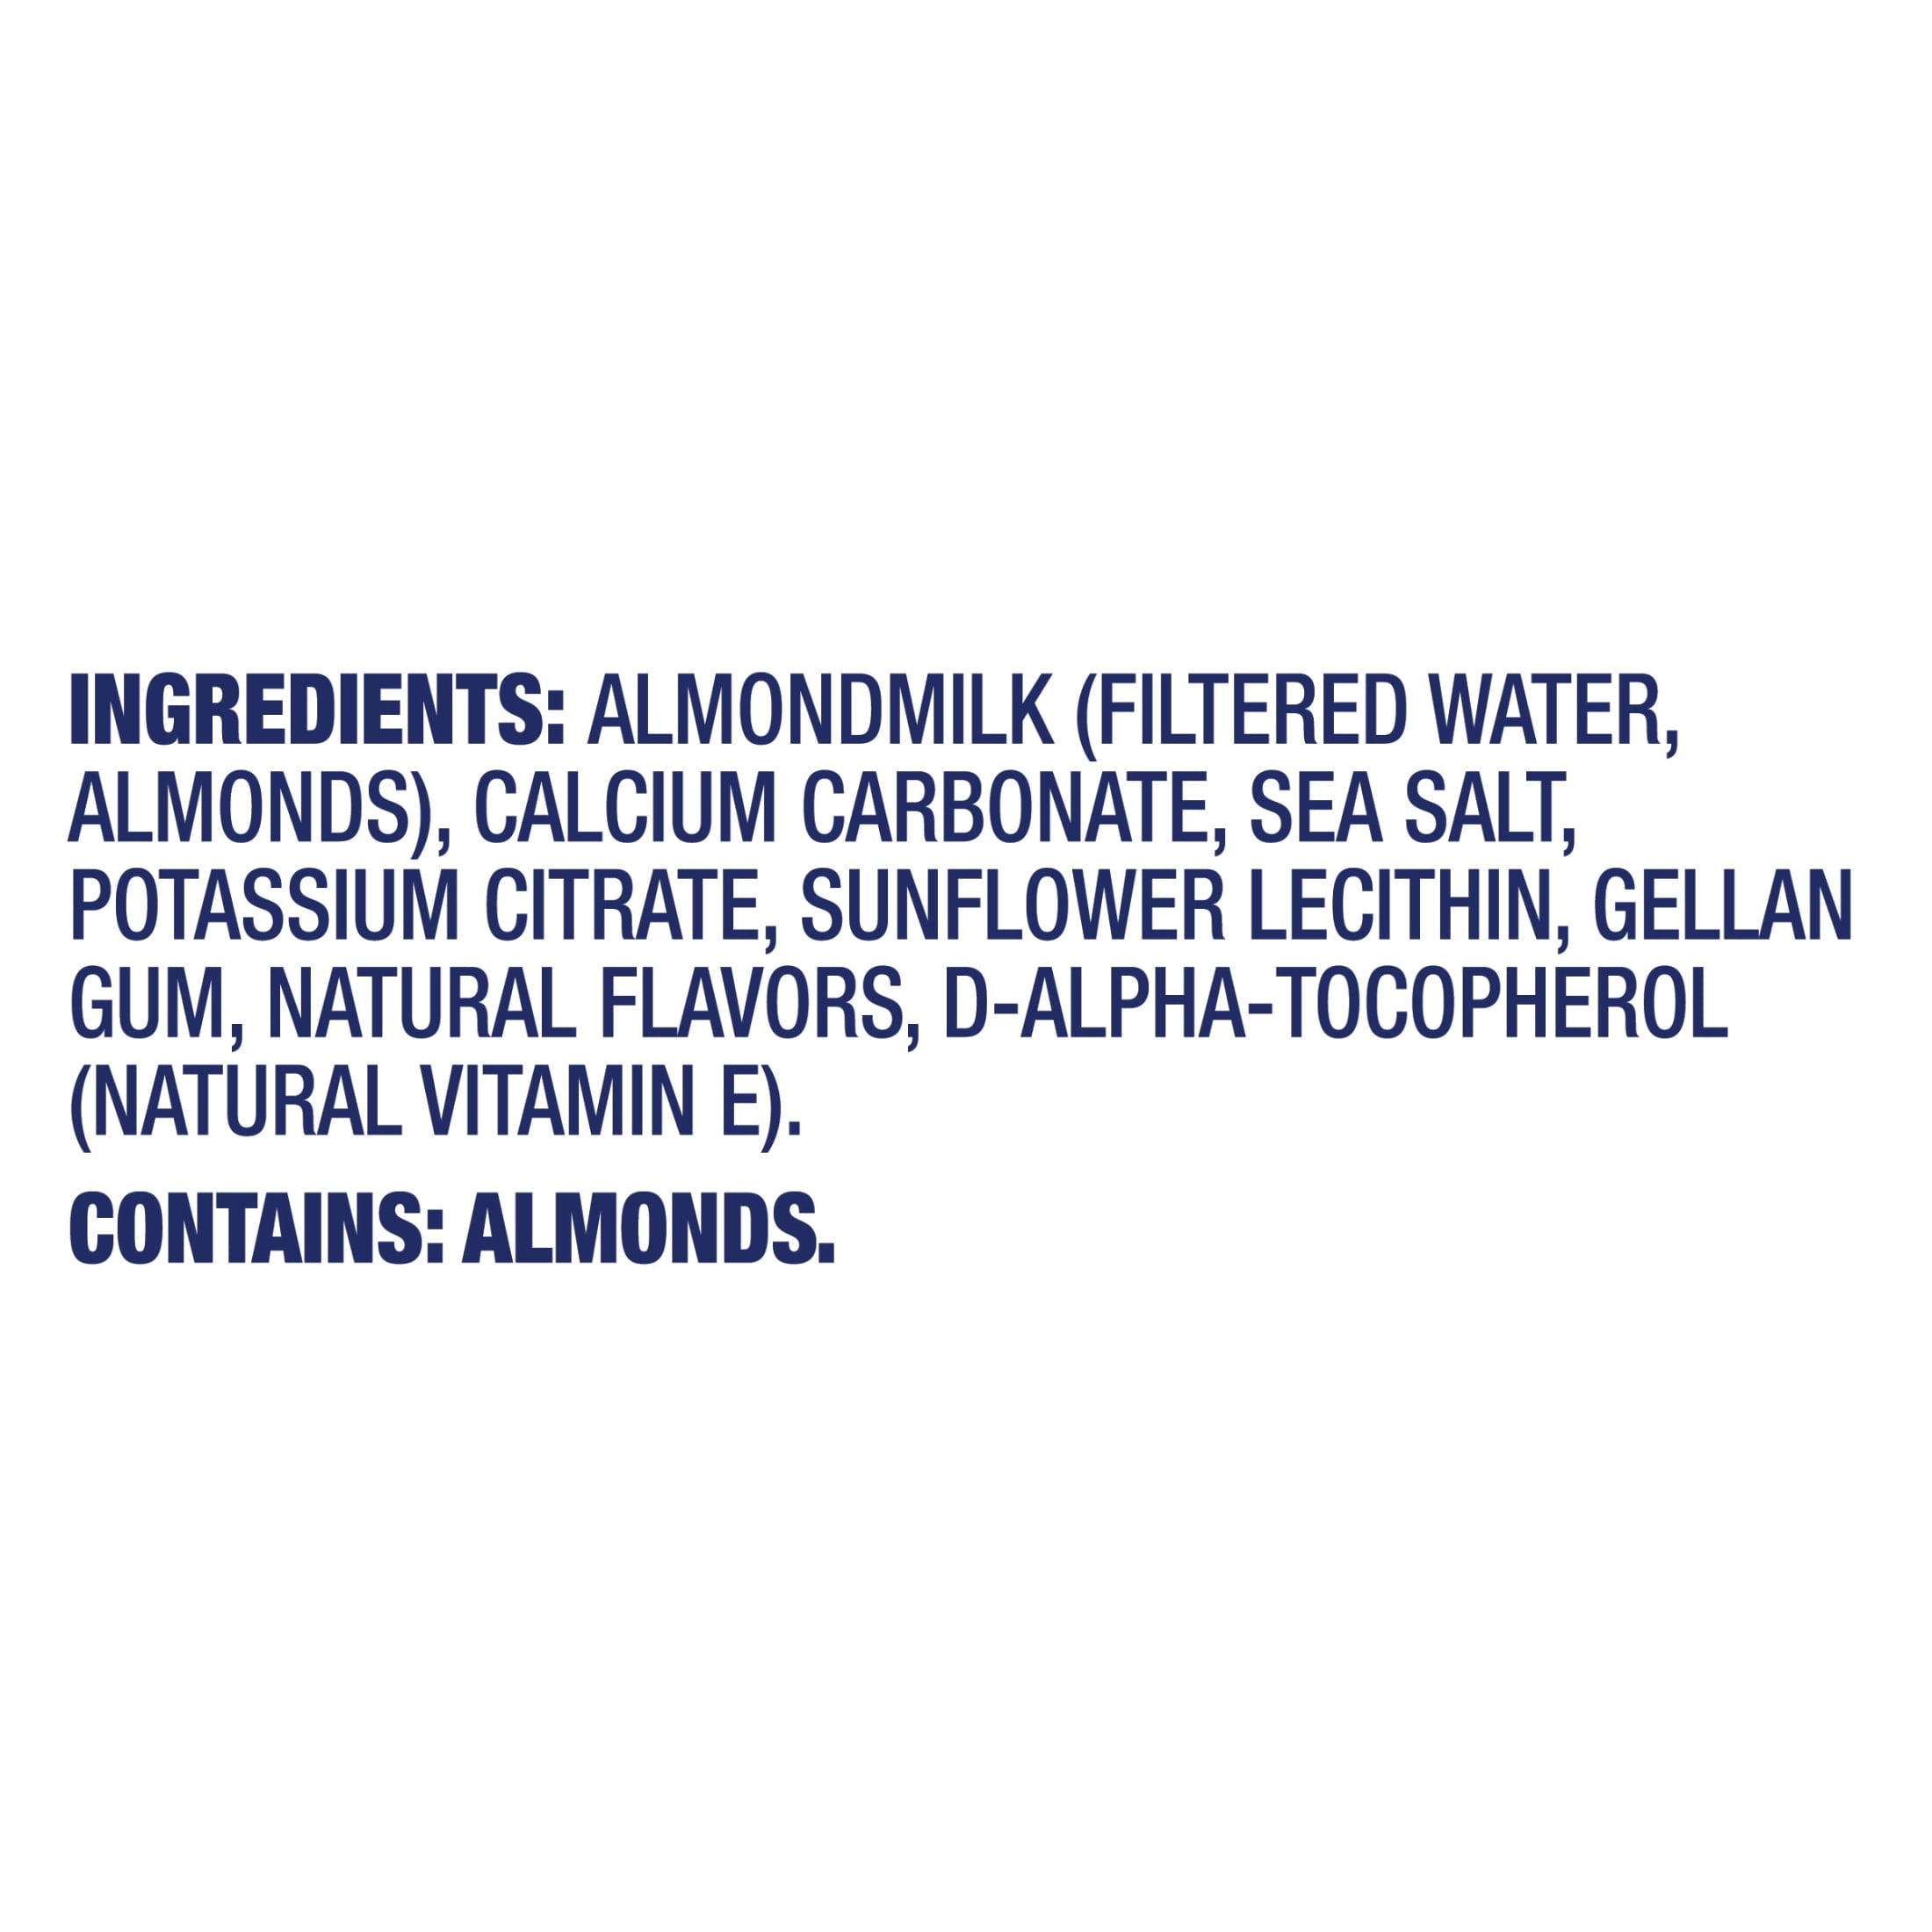 INGREDIENTS: ALMONDMILK (FILTERED WATER,
ALMONDS), CALCIUM CARBONATE, SEA SALT,
POTASSIUM CITRATE, SUNFLOWER LECITHIN, GELLAN
GUM, NATURAL FLAVORS, D-ALPHA-TOCOPHEROL
(NATURAL VITAMIN E).
CONTAINS: ALMONDS.